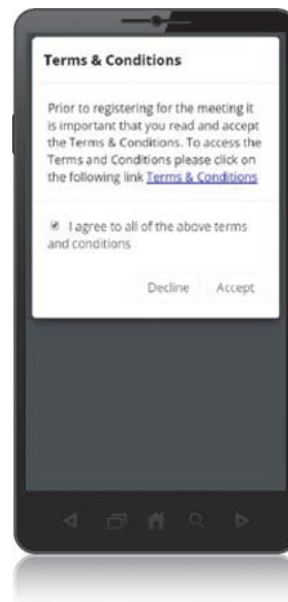 Terms & Conditions
Prior to registering for the meeting it
is important that you read and accept
the Terms & Conditions. To access the
Terms and Conditions please click on
the following link Terms & Conditions
I agree to all of the above terms
and conditions
Decline Accept